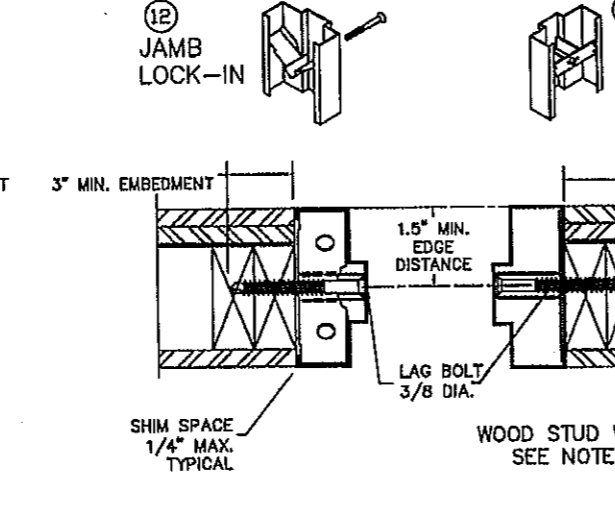 12
JAMB
LOCK-IN
T
3" MIN. EMBEDMENT
1.5" MIN.
EDGE
DISTANCE
LAG BOLT
3/8 DIA.
SHIM SPACE
1/4" MAX.
TYPICAL
WOOD STUD
SEE NOTE